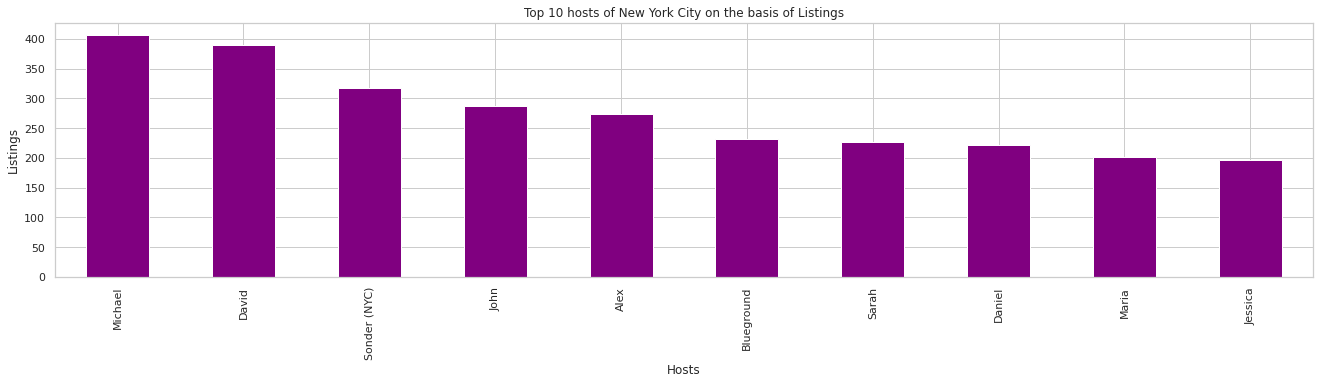 Top 10 hosts of New York City on the basis of Listings
Listings
400
350
300
250
200
150
100
50
0
Michael
David
Sonder (NYC)
John
Alex
Blueground
Sarah
Daniel
Maria
Jessica
Hosts